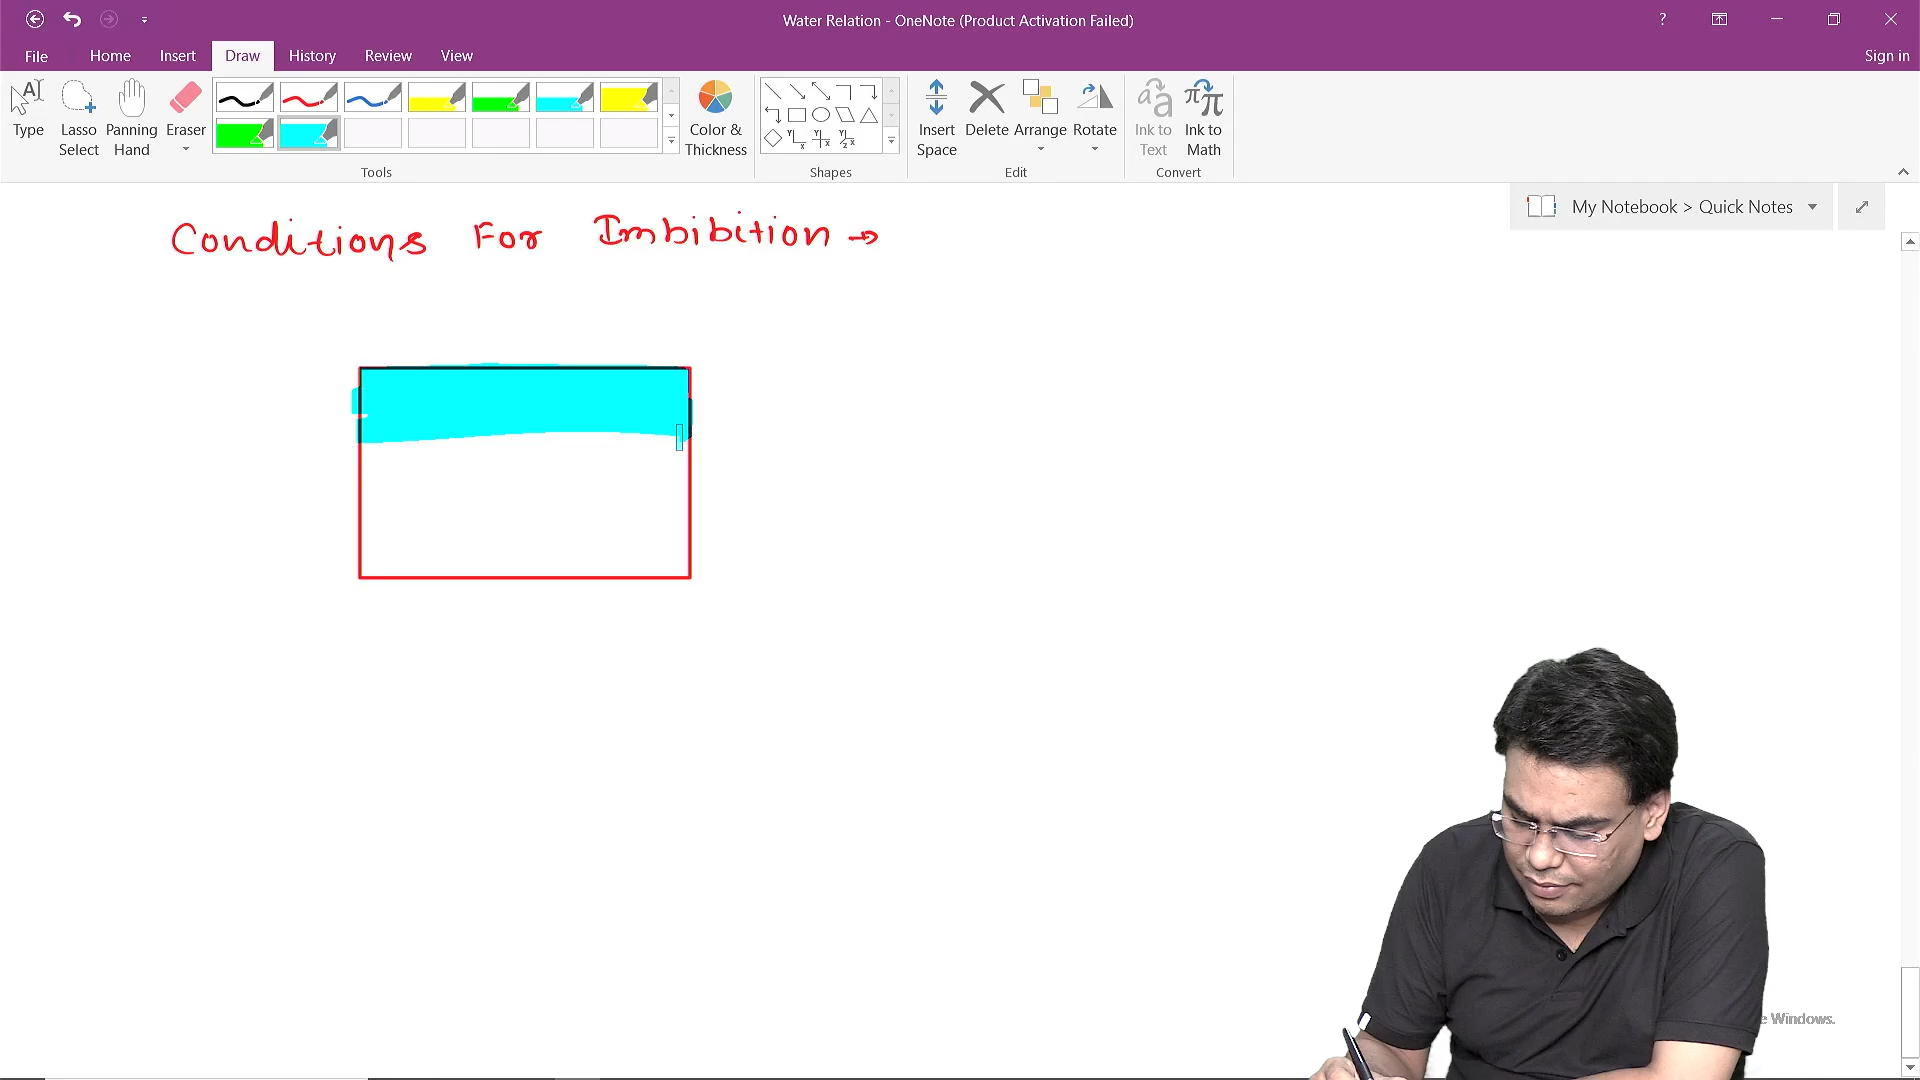 Water Relation - OneNote (Product Activation Failed)
?
File Home Insert Draw History Review View
Sign in
Type
Lasso Select
Panning Hand
Eraser
Color & Thickness
Insert Space
Delete
Arrange
Rotate
Ink to Text
Ink to Math
Tools
Shapes
Edit
Convert
My Notebook > Quick Notes
Conditions For Imbibition →
e Windows.